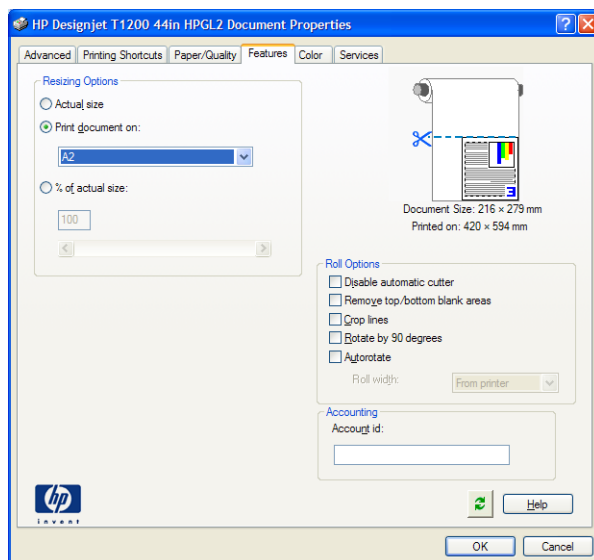 HP Designjet T1200 44in HPGL2 Document Properties
Advanced Printing Shortcuts Paper/Quality Features Color Services
Resizing Options
Actual size
Print document on:
A2
% of actual size:
100
Document Size: 216 × 279 mm
Printed on: 420 × 594 mm
Roll Options
Disable automatic cutter
Remove top/bottom blank areas
Crop lines
Rotate by 90 degrees
Autorotate
Roll width: From printer
Accounting
Account id:
hp
invent
Help
OK Cancel